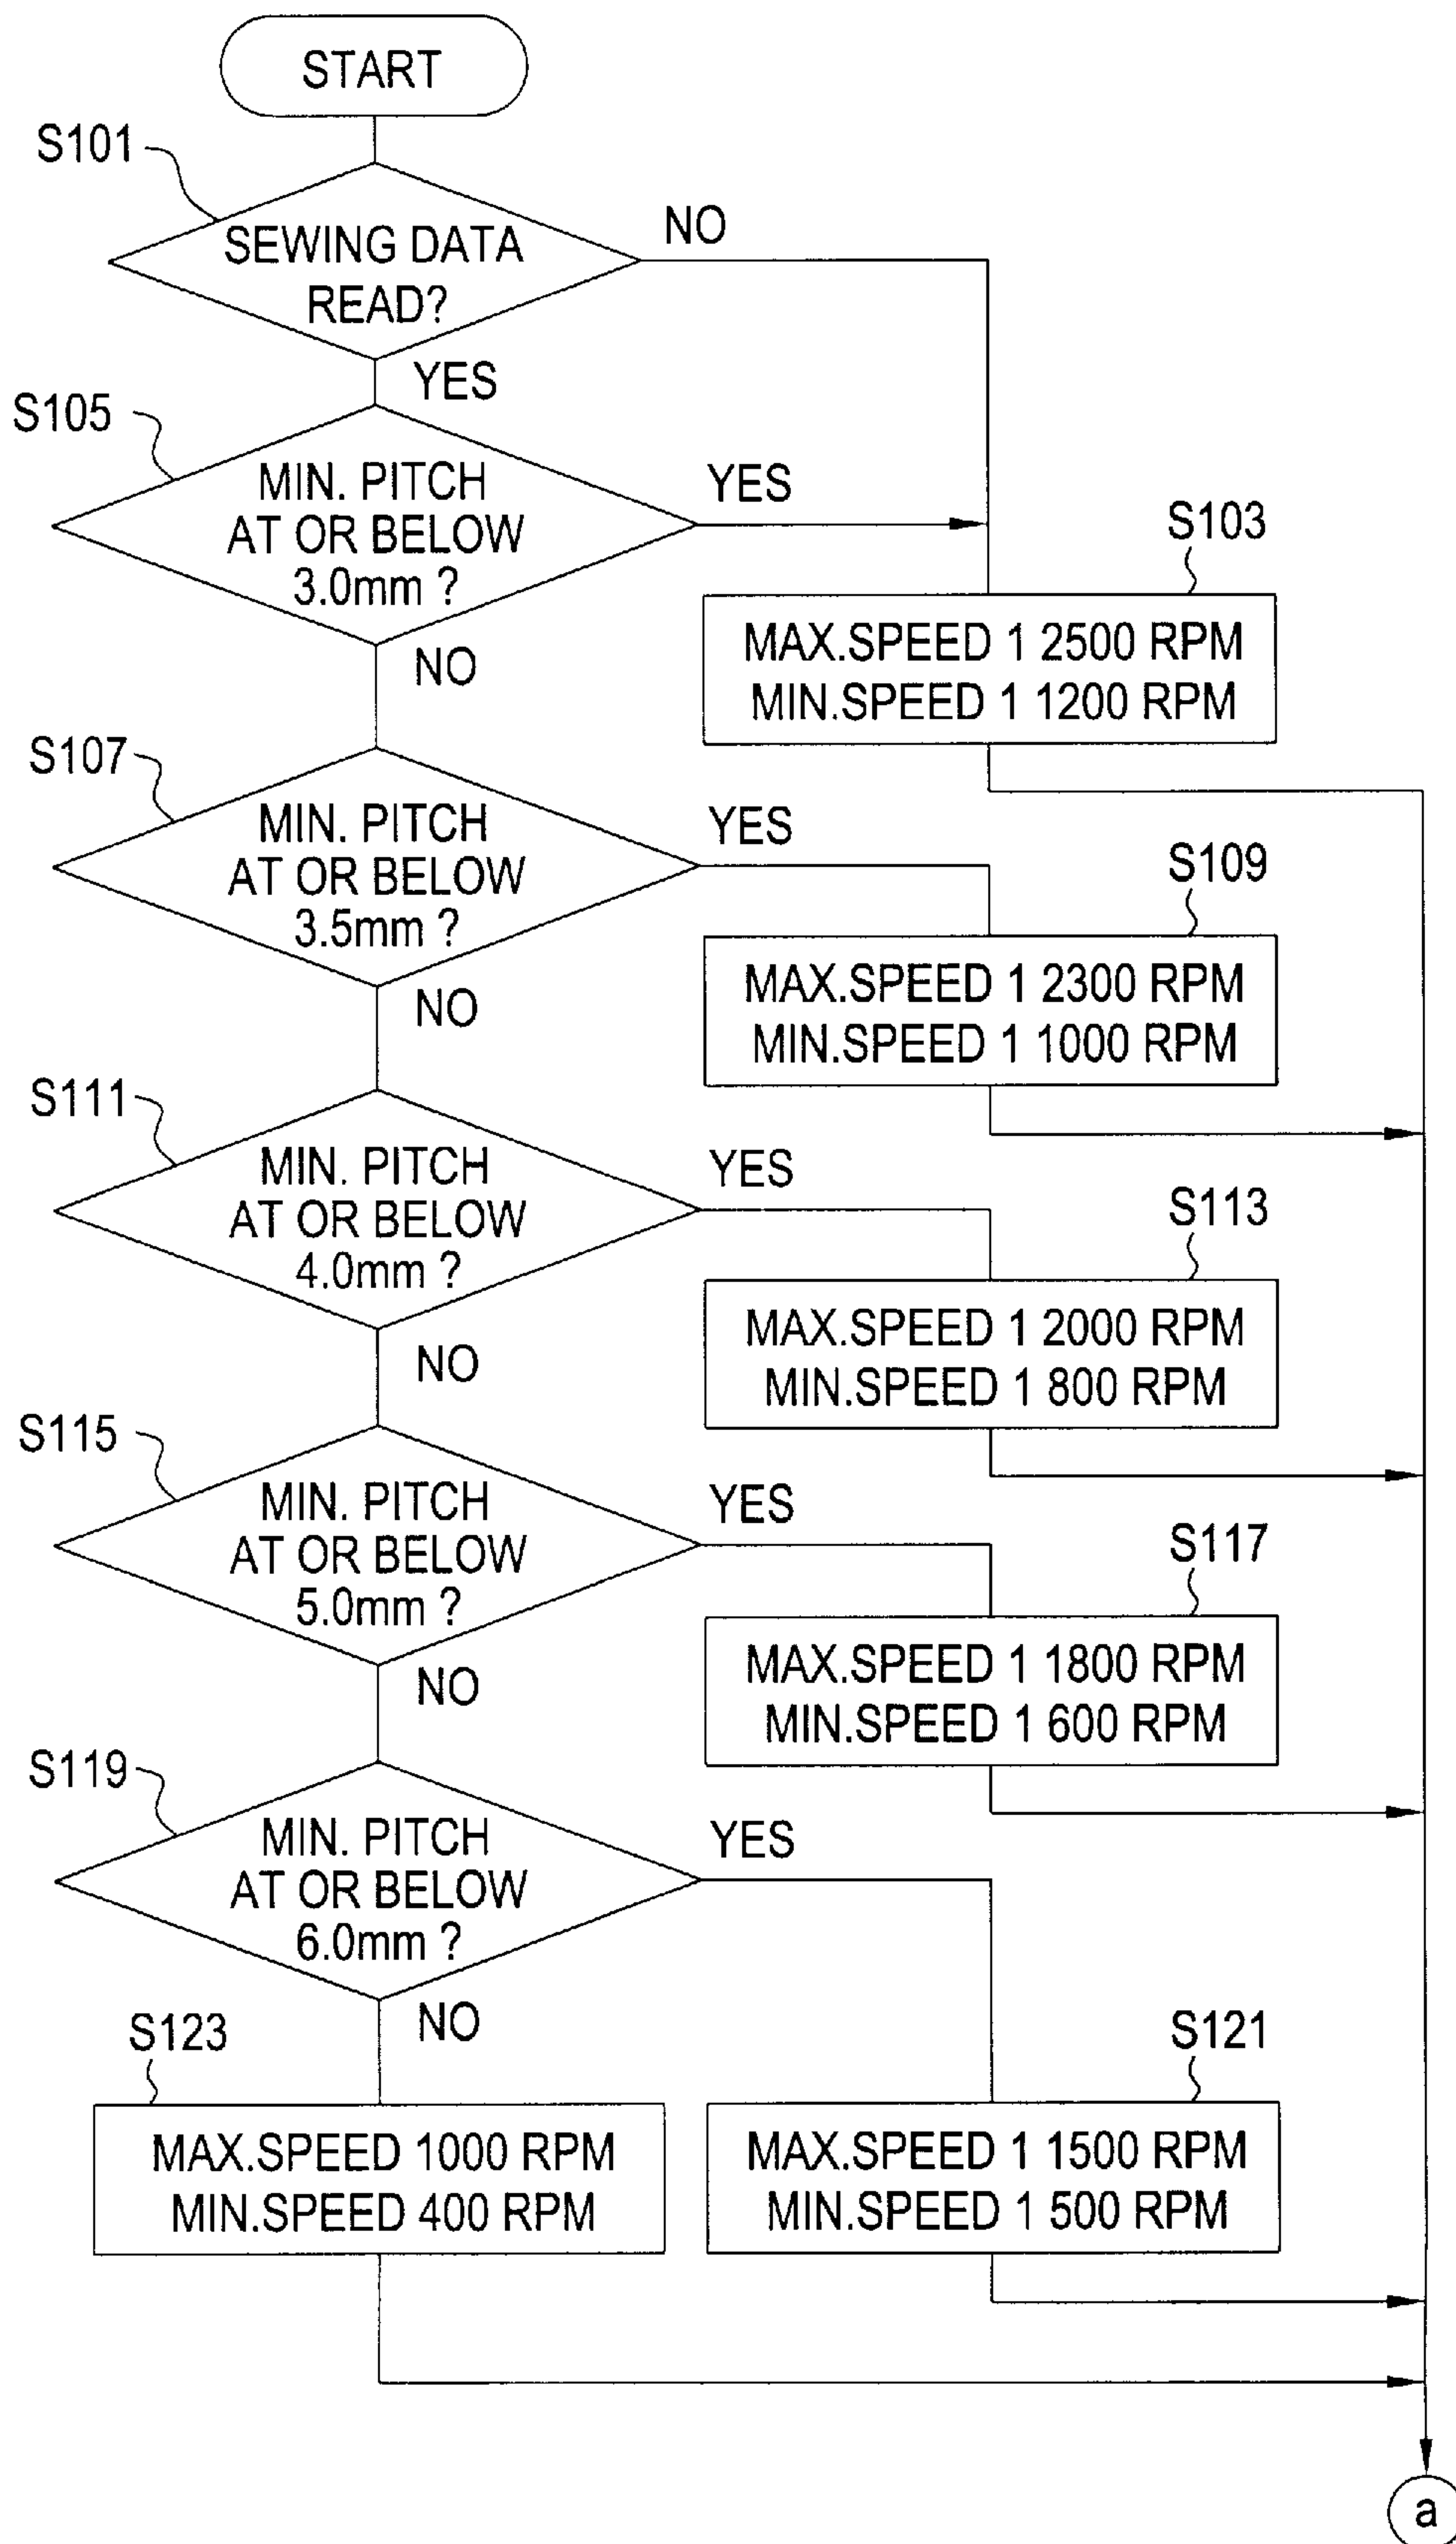 START
S101
SEWING DATA
READ?
NO
YES
S105
MIN. PITCH
AT OR BELOW
3.0mm ?
YES
NO
S103
MAX.SPEED 1 2500 RPM
MIN.SPEED 1 1200 RPM
S107
MIN. PITCH
AT OR BELOW
3.5mm ?
YES
NO
S109
MAX.SPEED 1 2300 RPM
MIN.SPEED 1 1000 RPM
S111
MIN. PITCH
AT OR BELOW
4.0mm ?
YES
NO
S113
MAX.SPEED 1 2000 RPM
MIN.SPEED 1 800 RPM
S115
MIN. PITCH
AT OR BELOW
5.0mm ?
YES
NO
S117
MAX.SPEED 1 1800 RPM
MIN.SPEED 1 600 RPM
S119
MIN. PITCH
AT OR BELOW
6.0mm ?
YES
NO
S123
MAX.SPEED 1000 RPM
MIN.SPEED 400 RPM
S121
MAX.SPEED 1 1500 RPM
MIN.SPEED 1 500 RPM
a